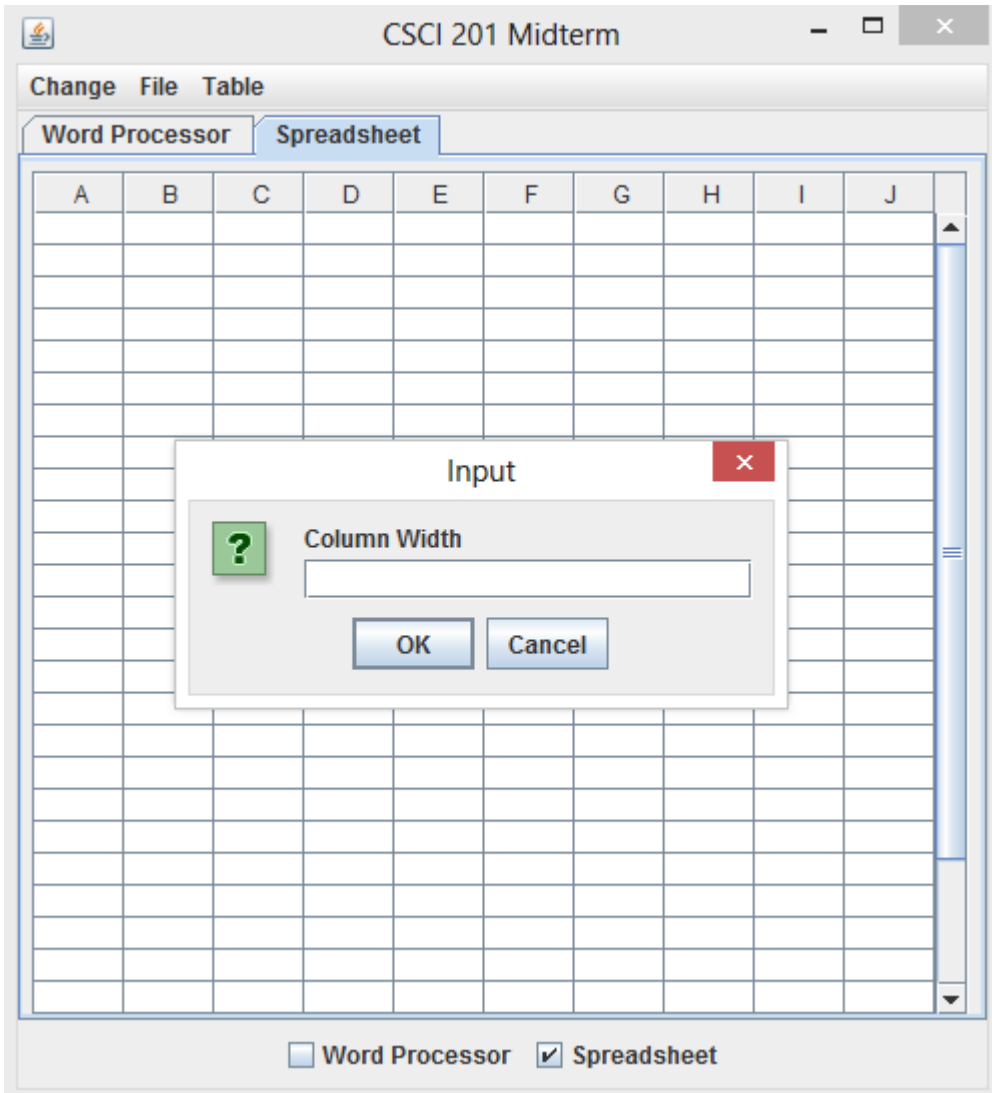 CSCI 201 Midterm
Change File Table
Word Processor Spreadsheet
A B C D E F G H I J
Input
? Column Width
OK Cancel
Word Processor Spreadsheet